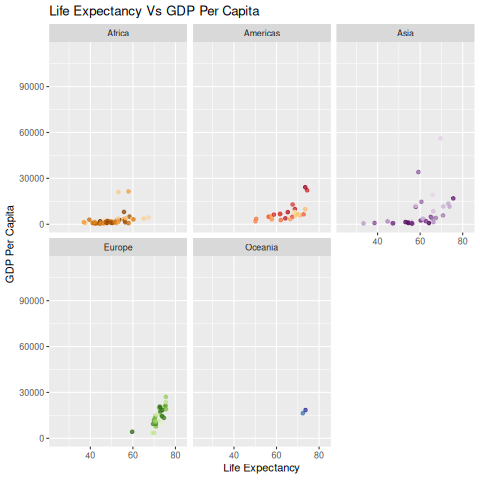 Life Expectancy Vs GDP Per Capita
Africa
Americas
Asia
90000
60000
30000
0
40
60
80
GDP Per Capita
Europe
Oceania
90000
60000
30000
0
40
60
80
40
60
80
Life Expectancy